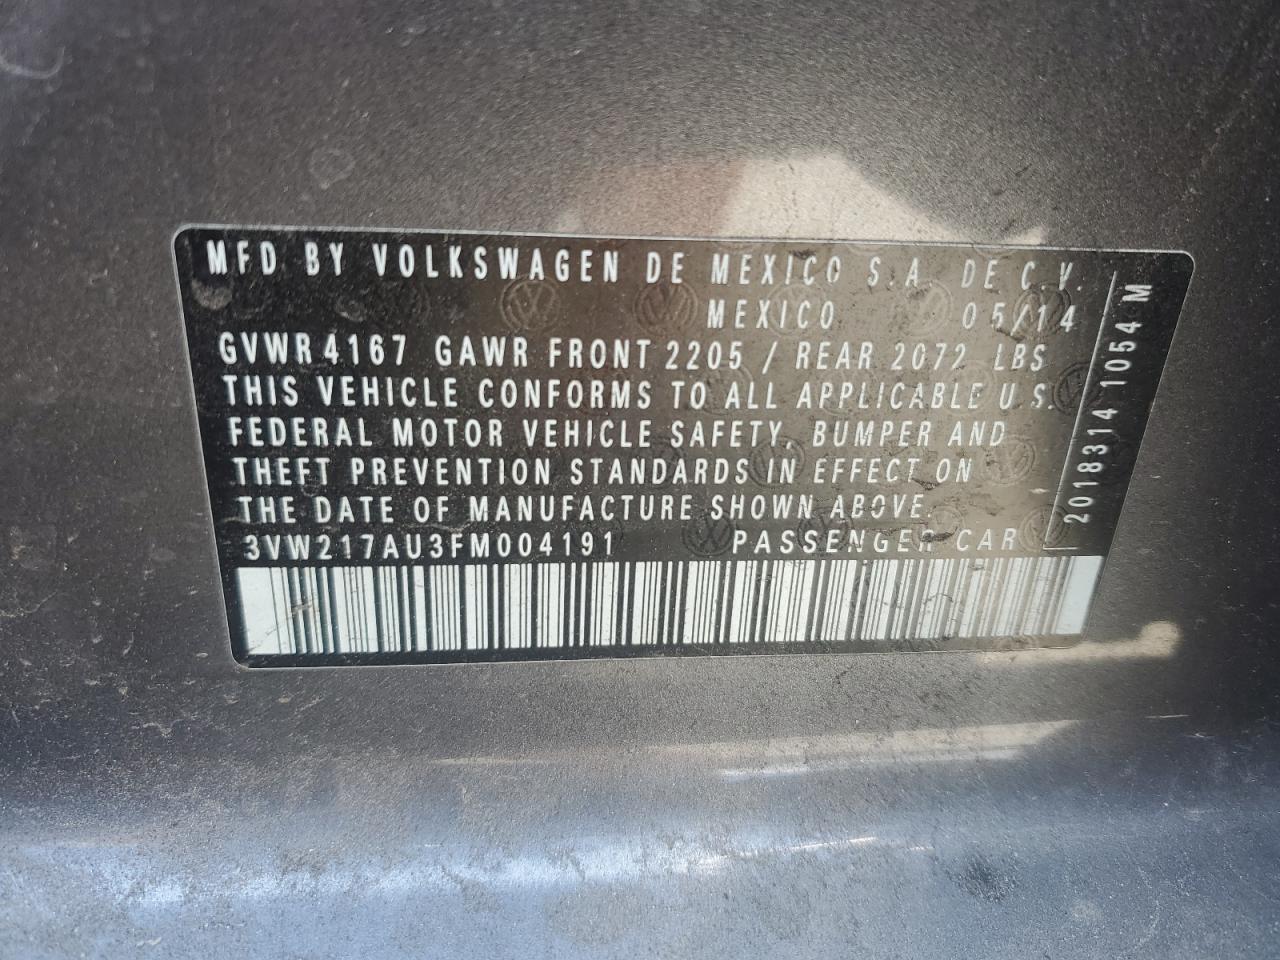 MFD BY VOLKSWAGEN DE MEXICO S.A. DE C.V.
MEXICO 05/14
GVWR 4167 GAWR FRONT 2205 / REAR 2072 LBS
THIS VEHICLE CONFORMS TO ALL APPLICABLE U.S.
FEDERAL MOTOR VEHICLE SAFETY, BUMPER AND
THEFT PREVENTION STANDARDS IN EFFECT ON
THE DATE OF MANUFACTURE SHOWN ABOVE.
3VW217AU3FM004191 PASSENGER CAR
2018314 1054 M